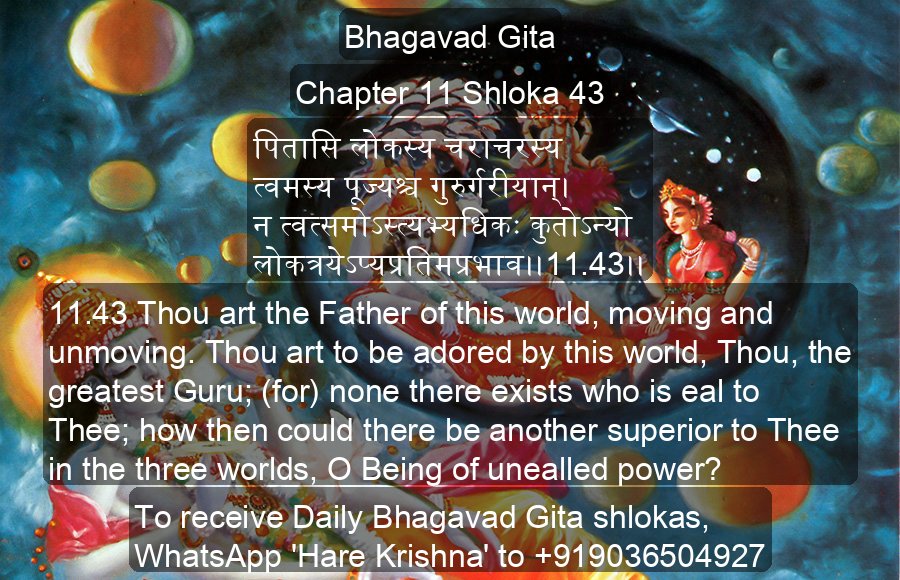 Bhagavad Gita
Chapter 11 Shloka 43
पितासि लोकस्य चराचरस्य
त्वमस्य पूज्यश्च गुरुर्गरीयान्।
न त्वत्समोऽस्त्यभ्यधिकः कुतोऽन्यो
लोकत्रयेऽप्यप्रतिमप्रभाव।।11.43।।
11.43 Thou art the Father of this world, moving and
unmoving. Thou art to be adored by this world, Thou, the
greatest Guru; (for) none there exists who is eal to
Thee; how then could there be another superior to Thee
in the three worlds, O Being of unealled power?
To receive Daily Bhagavad Gita shlokas,
WhatsApp 'Hare Krishna' to +919036504927